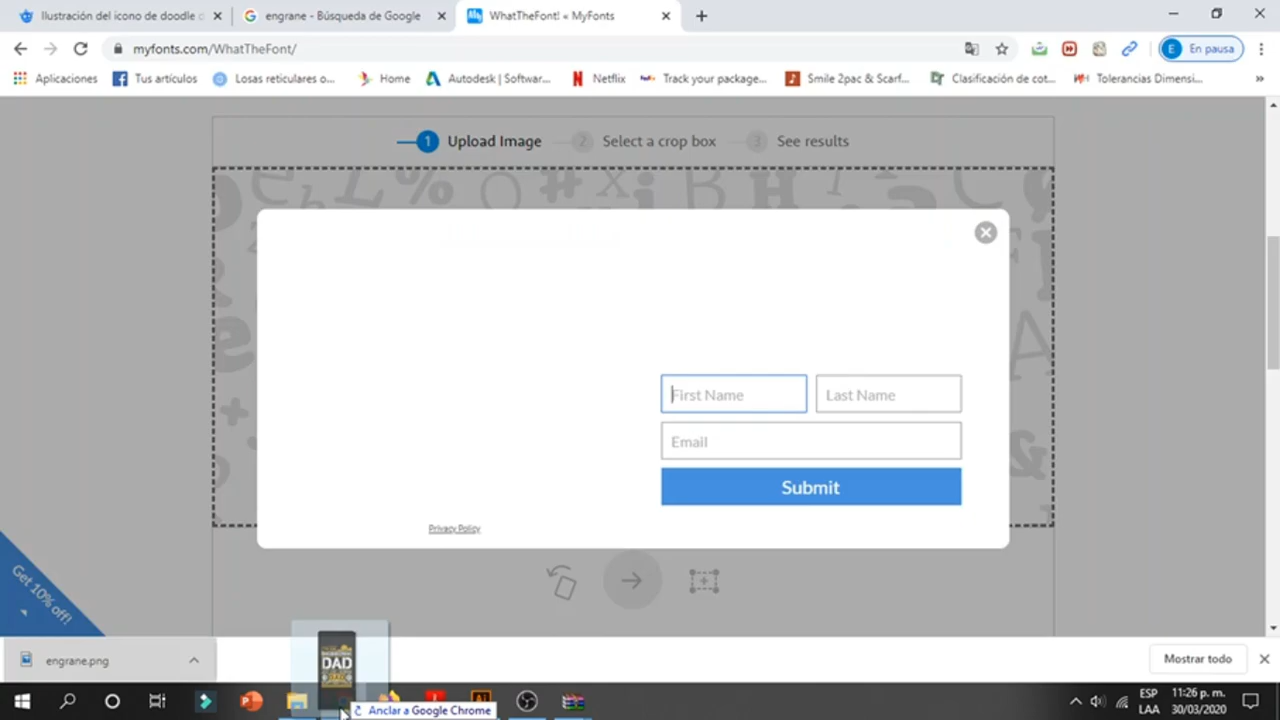 Ilustración del icono de doodle
engrane - Búsqueda de Google
WhatTheFont! « MyFonts
myfonts.com/WhatTheFont/
E En pausa
Aplicaciones
Tus artículos
Losas reticulares o...
Home
Autodesk | Softwar...
Netflix
Track your package...
Smile 2pac & Scarf...
Clasificación de cot...
Tolerancias Dimensi...
»
1 Upload Image
2 Select a crop box
3 See results
First Name
Last Name
Email
Submit
Privacy Policy
Get 10% off!
engrane.png
Mostrar todo
DAD
Anclar a Google Chrome
ESP
LAA
11:26 p. m.
30/03/2020